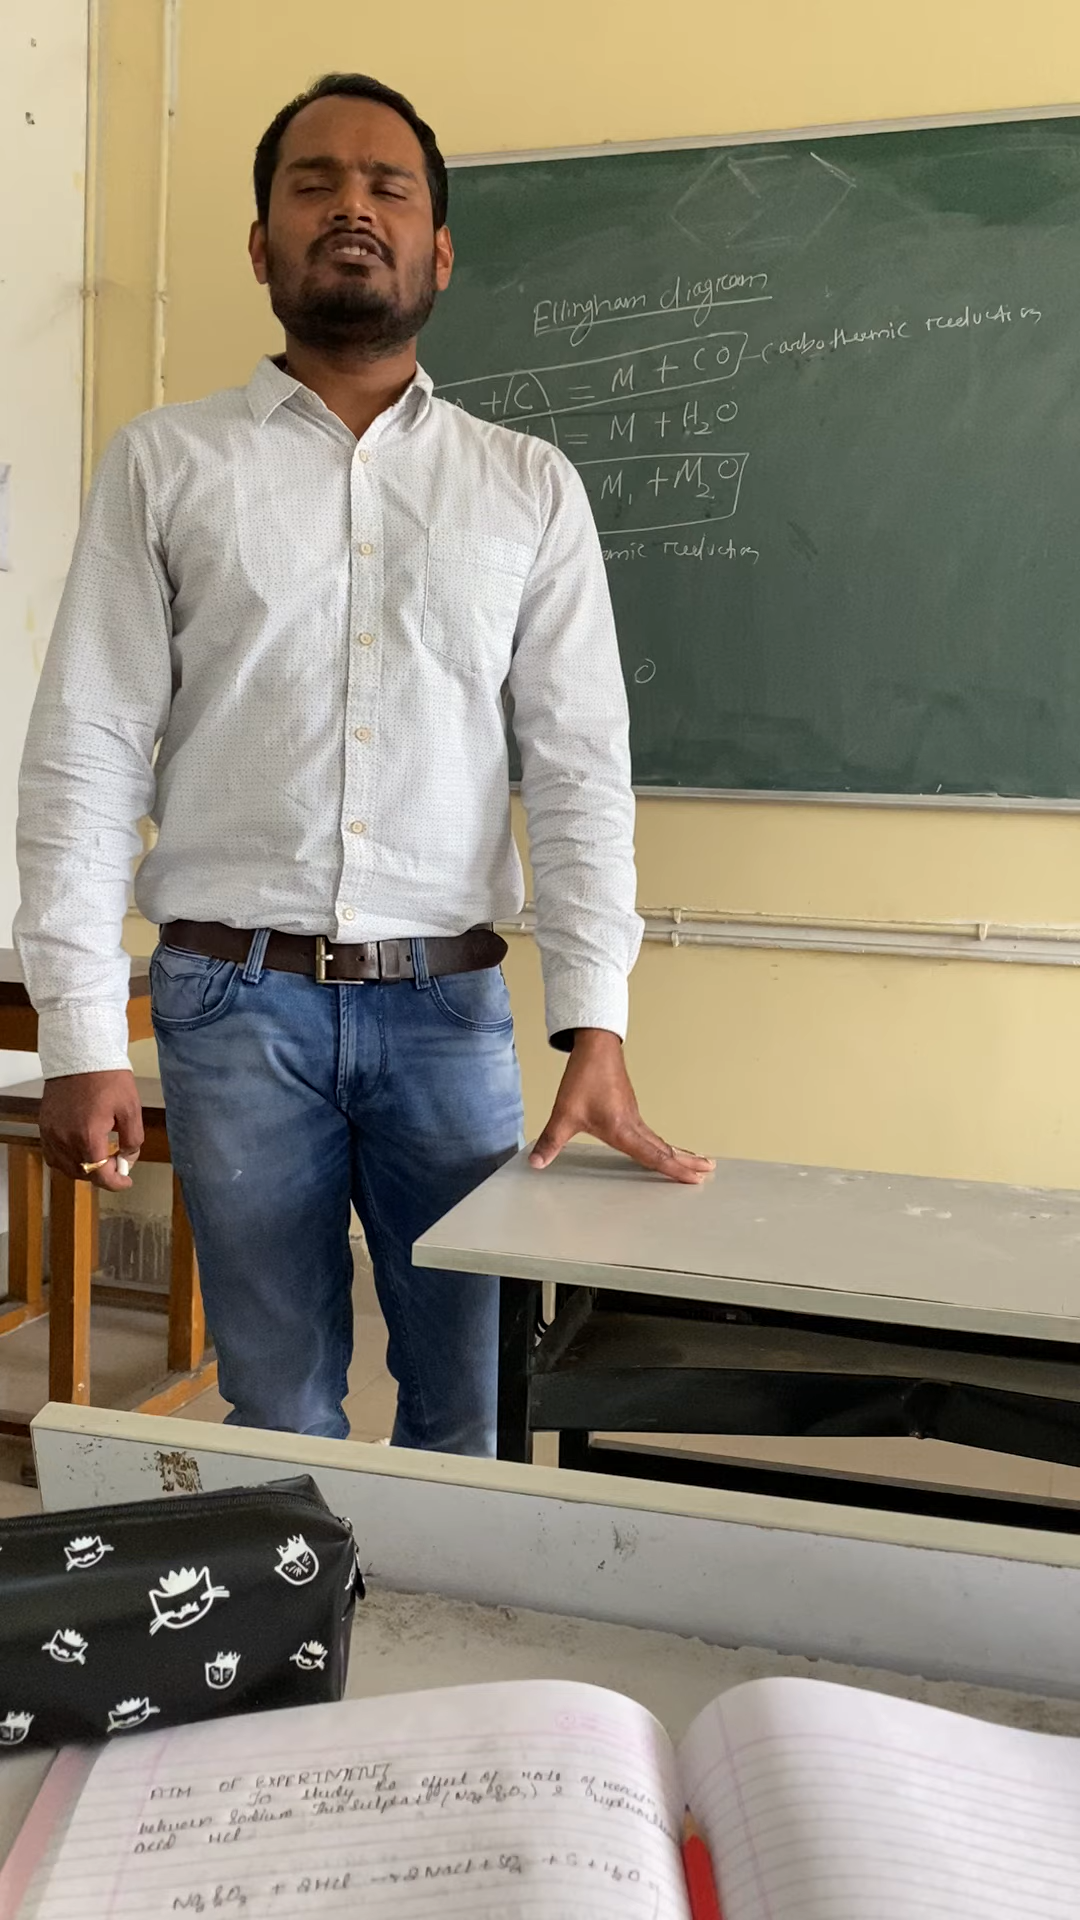 Ellingham diagram
+ C = M + CO - Carbothermic reduction
= M + H₂O
M₁ + M₂O
reduction
O
AIM OF EXPERIMENT
To study the effect of rate of
between Sodium Thiosulphate (Na₂S₂O₃) &
acid HCl
Na₂S₂O₃ + 2HCl → 2NaCl + SO₂ + S + H₂O